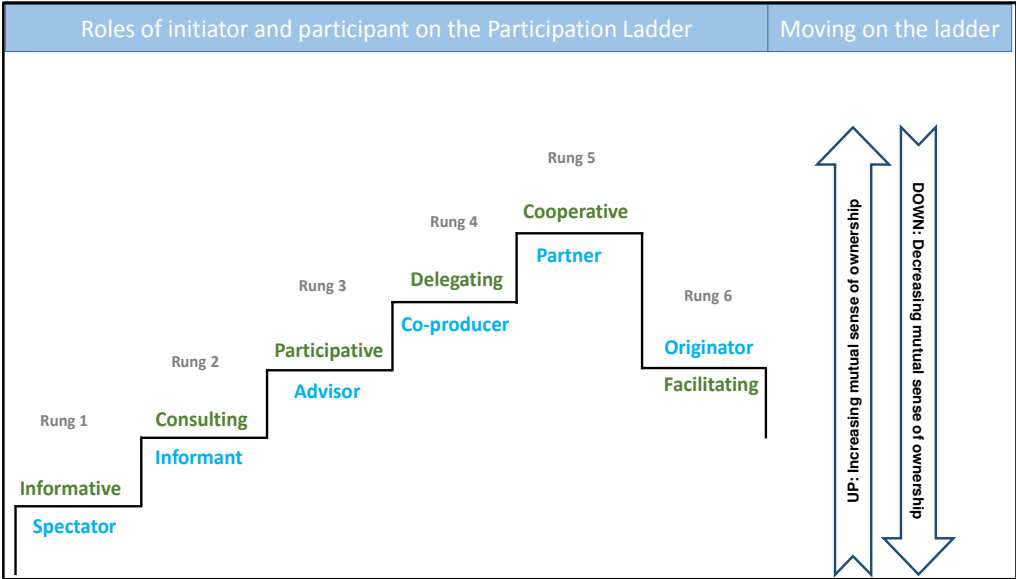 Roles of initiator and participant on the Participation Ladder
Moving on the ladder
Rung 1
Informative
Spectator
Rung 2
Consulting
Informant
Rung 3
Participative
Advisor
Rung 4
Delegating
Co-producer
Rung 5
Cooperative
Partner
Rung 6
Originator
Facilitating
UP: Increasing mutual sense of ownership
DOWN: Decreasing mutual sense of ownership